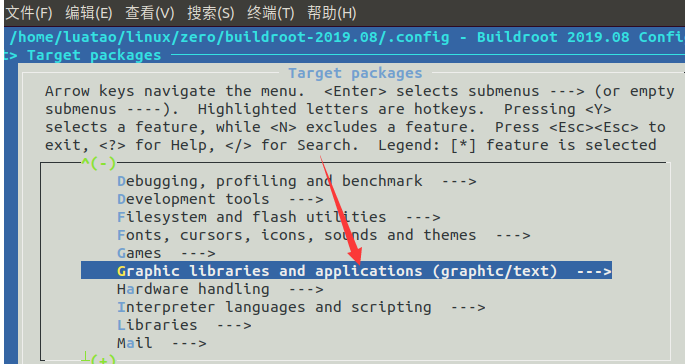 文件(F) 编辑(E) 查看(V) 搜索(S) 终端(T) 帮助(H)
/home/luatao/linux/zero/buildroot-2019.08/.config - Buildroot 2019.08 Confi
t> Target packages
Target packages
Arrow keys navigate the menu. <Enter> selects submenus ---> (or empty
submenus ----). Highlighted letters are hotkeys. Pressing <Y>
selects a feature, while <N> excludes a feature. Press <Esc><Esc> to
exit, <?> for Help, </> for Search. Legend: [*] feature is selected
^(-)
Debugging, profiling and benchmark --->
Development tools --->
Filesystem and flash utilities --->
Fonts, cursors, icons, sounds and themes --->
Games --->
Graphic libraries and applications (graphic/text) --->
Hardware handling --->
Interpreter languages and scripting --->
Libraries --->
Mail --->
┴(+)